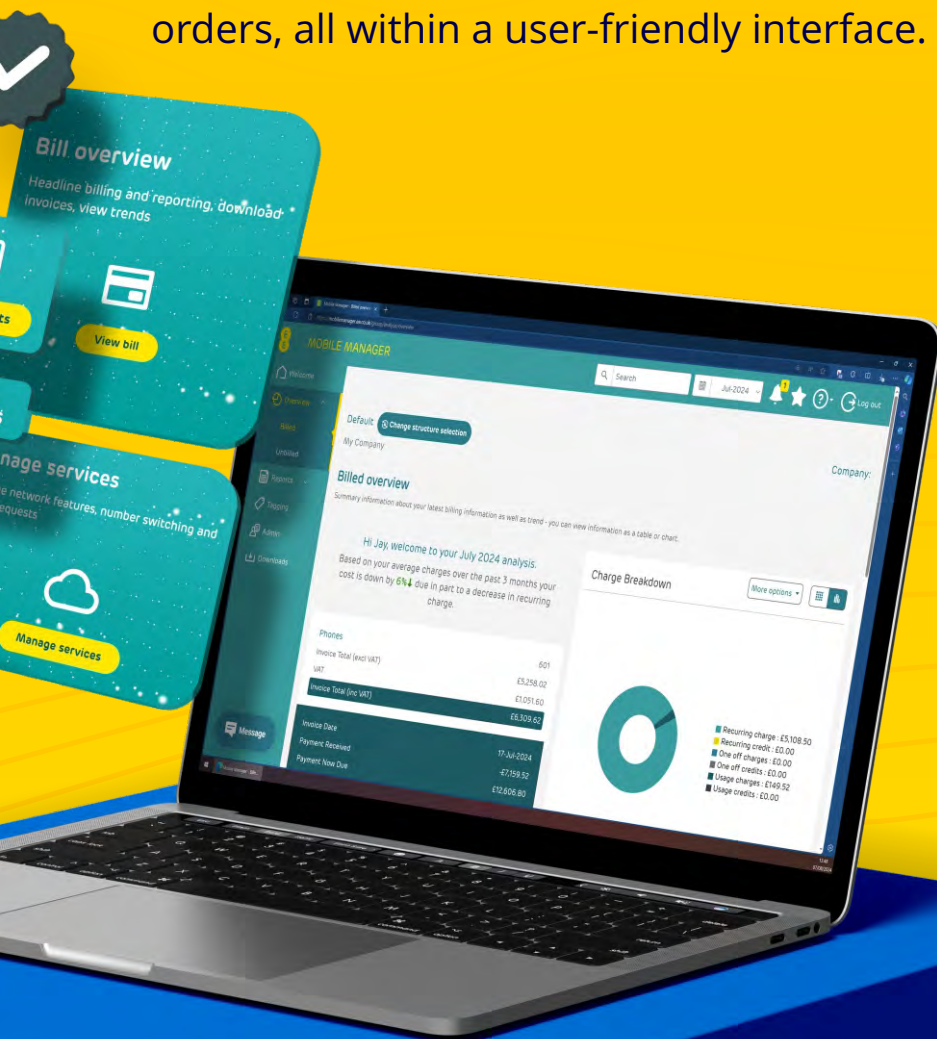 orders, all within a user-friendly interface.
Bill overview
Headline billing and reporting, download
invoices, view trends
View bill
nage services
network features, number switching and
equests
Manage services
MOBILE MANAGER
Search
Jul-2024
1
Log out
Welcome
Overview
Billed
Unbilled
Reports
Tagging
Admin
Downloads
Message
Default
Change structure selection
My Company
Company:
Billed overview
Summary information about your latest billing information as well as trend - you can view information as a table or chart.
Hi Jay, welcome to your July 2024 analysis.
Based on your average charges over the past 3 months your
cost is down by 6% due in part to a decrease in recurring
charge.
Phones 601
Invoice Total (excl VAT) £5,258.02
VAT £1,051.60
Invoice Total (inc VAT) £6,309.62
Invoice Date 17-Jul-2024
Payment Received -£7,159.52
Payment Now Due £12,606.80
Charge Breakdown
More options
Recurring charge : £5,108.50
Recurring credit : £0.00
One off charges : £0.00
One off credits : £0.00
Usage charges : £149.52
Usage credits : £0.00